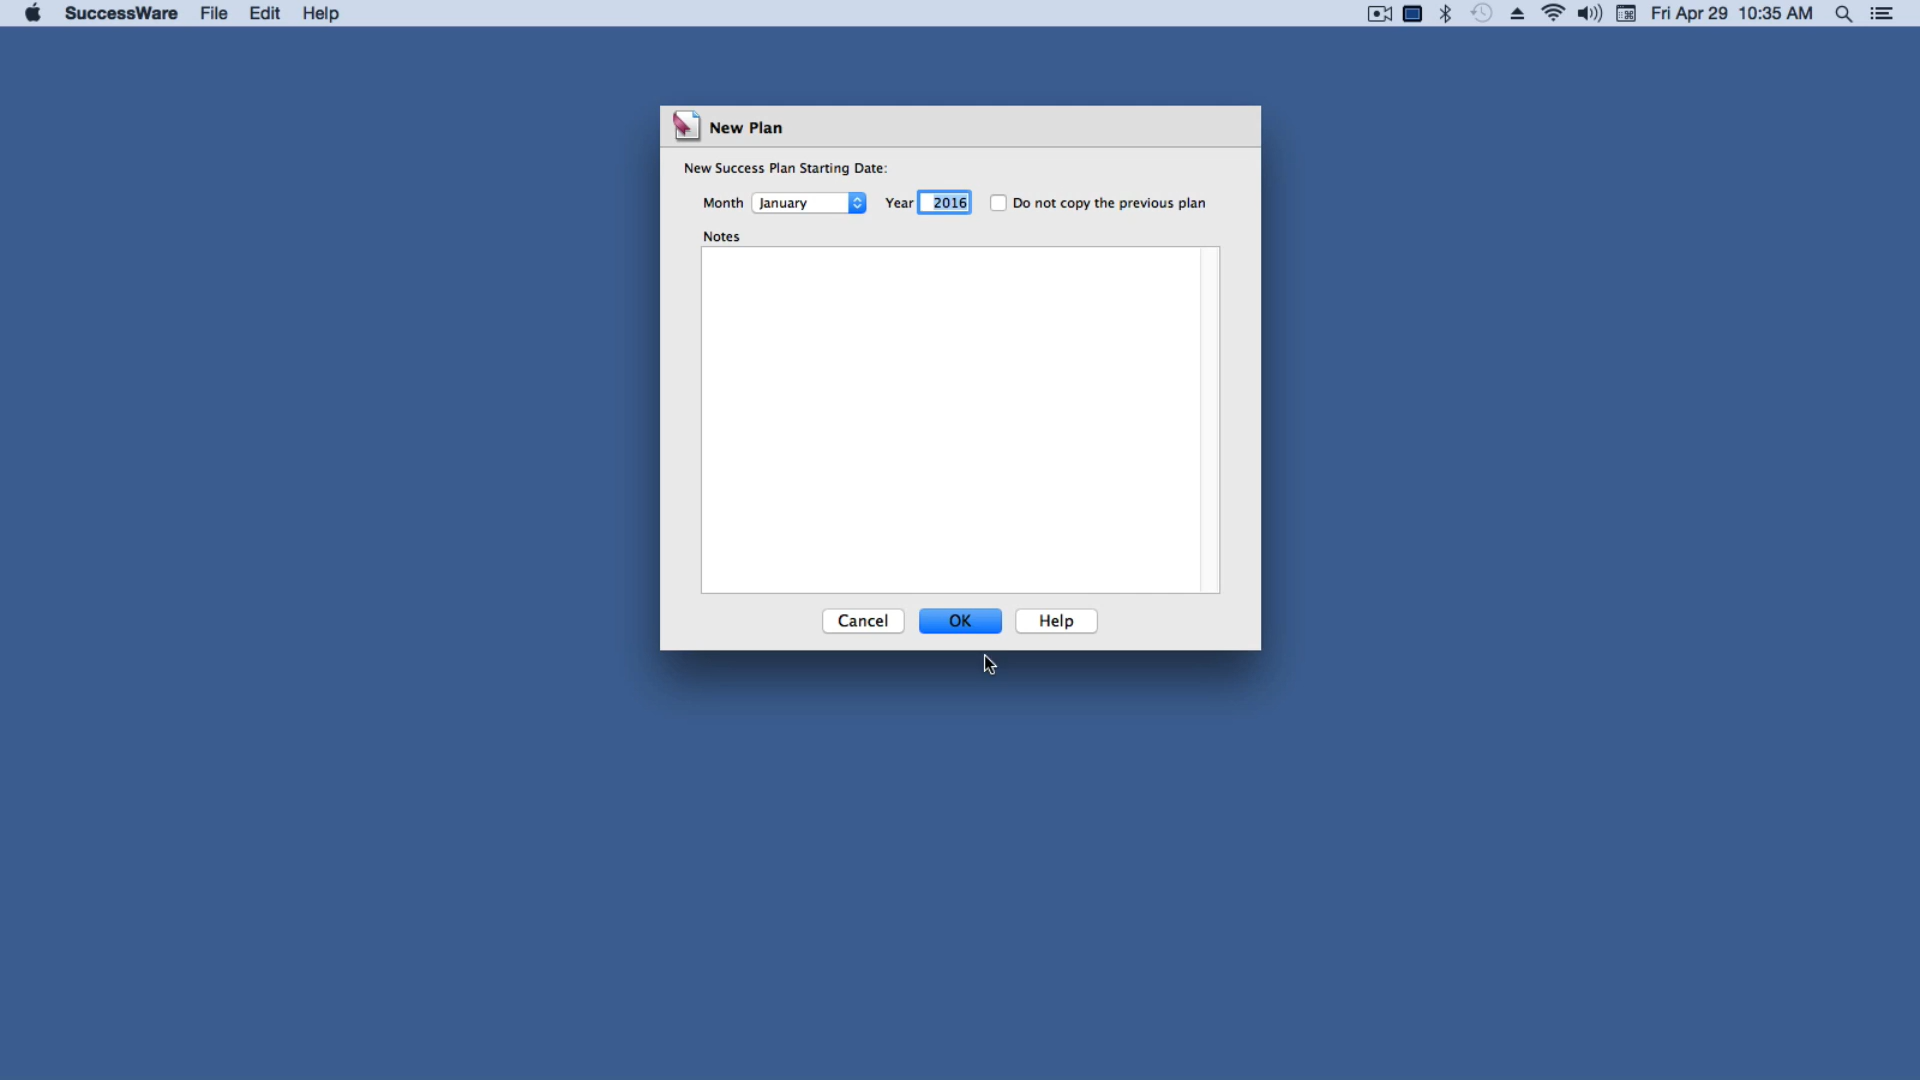 SuccessWare File Edit Help Fri Apr 29 10:35 AM
New Plan
New Success Plan Starting Date:
Month January Year 2016 Do not copy the previous plan
Notes
Cancel OK Help